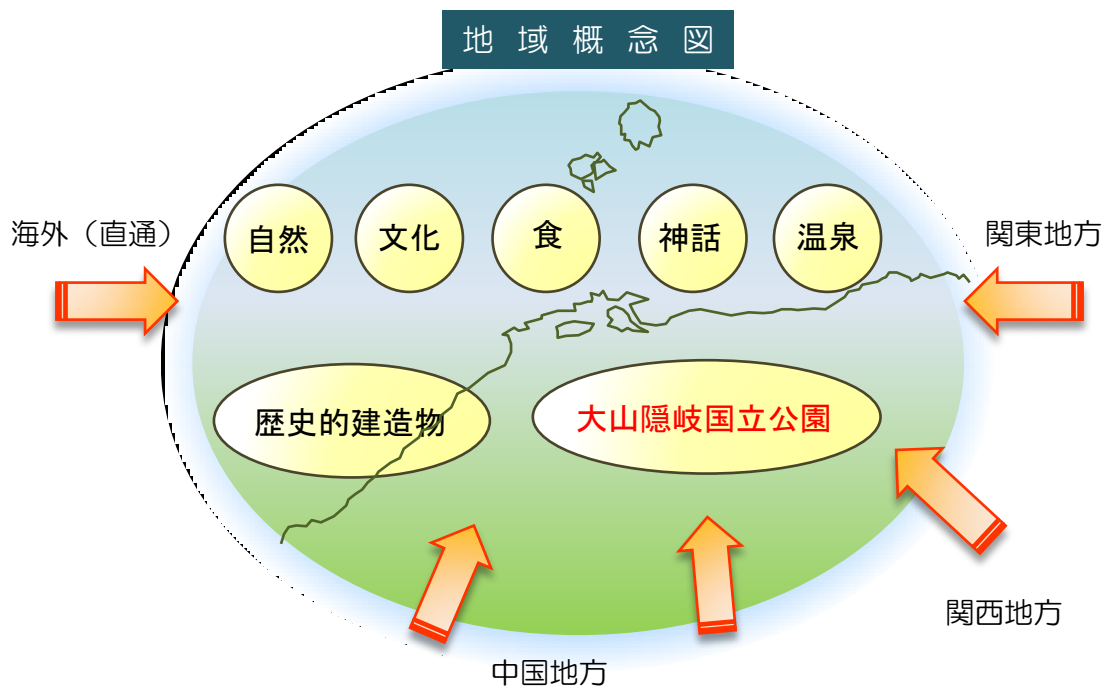 地域概念図
海外（直通）
関東地方
自然
文化
食
神話
温泉
歴史的建造物
大山隠岐国立公園
関西地方
中国地方